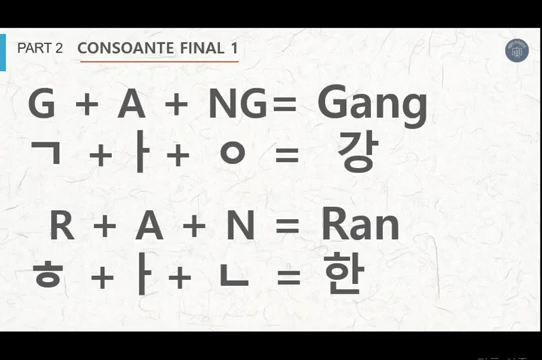 PART 2 CONSOANTE FINAL 1
G + A + NG= Gang
ㄱ + ㅏ + ㅇ = 강
R + A + N = Ran
ㅎ + ㅏ + ㄴ = 한